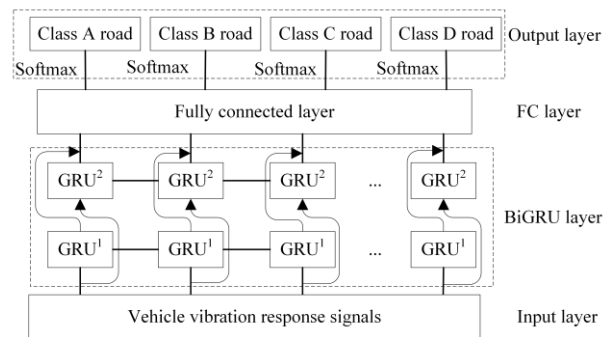 Class A road Class B road Class C road Class D road Output layer
Softmax Softmax Softmax Softmax
Fully connected layer FC layer
GRU² GRU² GRU² ... GRU²
BiGRU layer
GRU¹ GRU¹ GRU¹ ... GRU¹
Vehicle vibration response signals Input layer